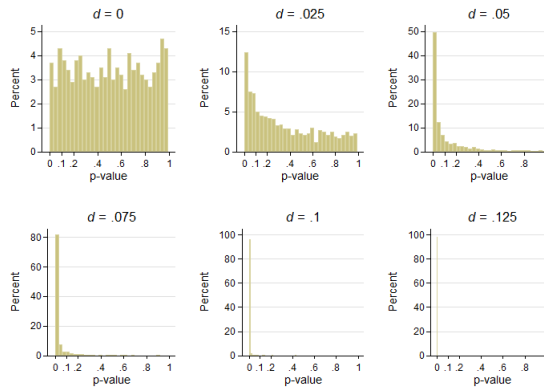 d = 0
d = .025
d = .05
Percent
5
4
3
2
1
0
0 .1 .2 .4 .6 .8 1
p-value
Percent
15
10
5
0
0 .1 .2 .4 .6 .8 1
p-value
Percent
50
40
30
20
10
0
0 .1 .2 .4 .6 .8
p-value
d = .075
d = .1
d = .125
Percent
80
60
40
20
0
0 .1 .2 .4 .6 .8 1
p-value
Percent
100
80
60
40
20
0
0 .1 .2 .4 .6 .8 1
p-value
Percent
100
80
60
40
20
0
0 .1 .2 .4 .6 .8 1
p-value